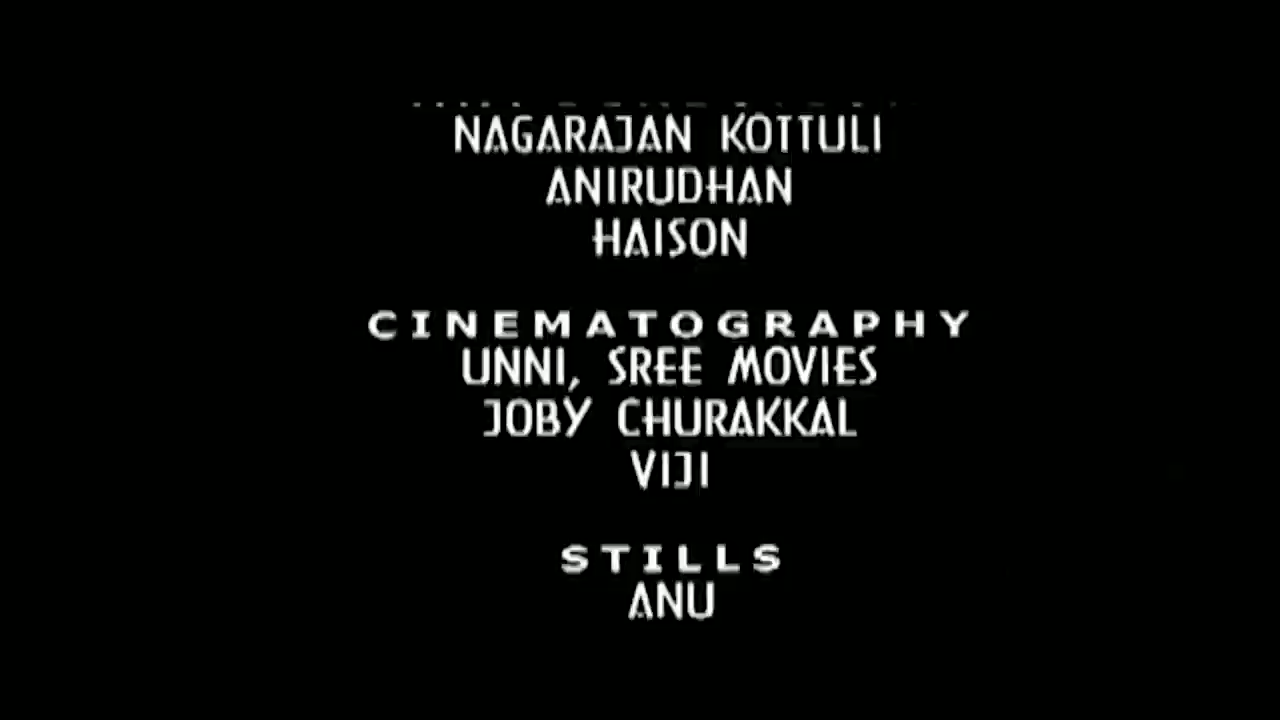 NAGARAJAN KOTTULI
ANIRUDHAN
HAISON
CINEMATOGRAPHY
UNNI, SREE MOVIES
JOBY CHURAKKAL
VIJI
STILLS
ANU